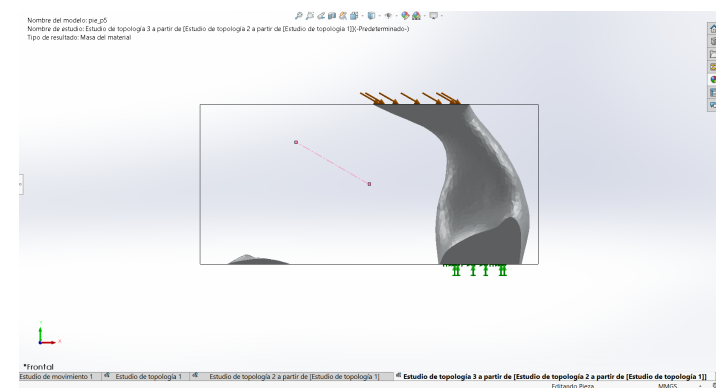 Nombre del modelo: pie_p5
Nombre de estudio: Estudio de topología 3 a partir de [Estudio de topología 2 a partir de [Estudio de topología 1]](-Predeterminado-)
Tipo de resultado: Masa del material
Y
X
*Frontal
Estudio de movimiento 1
Estudio de topología 1
Estudio de topología 2 a partir de [Estudio de topología 1]
Estudio de topología 3 a partir de [Estudio de topología 2 a partir de [Estudio de topología 1]]
Editando Pieza
MMGS